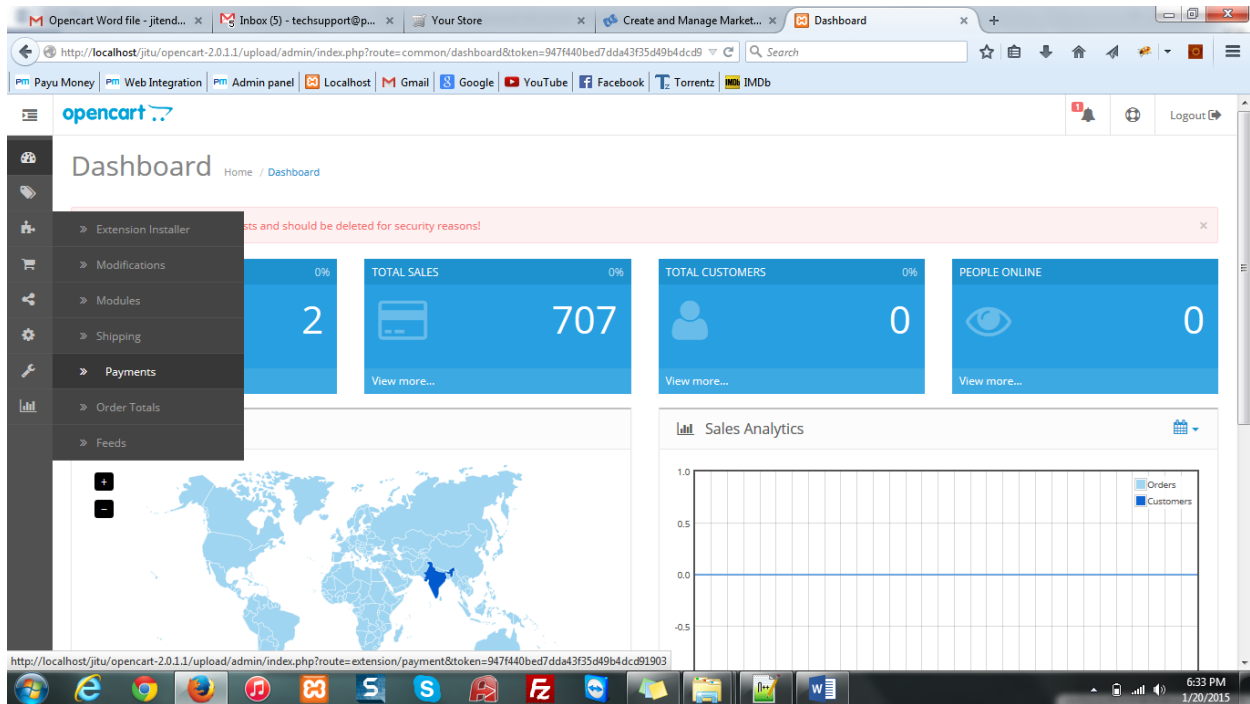 Opencart Word file - jitend... ×
Inbox (5) - techsupport@p... ×
Your Store ×
Create and Manage Market... ×
Dashboard ×
http://localhost/jitu/opencart-2.0.1.1/upload/admin/index.php?route=common/dashboard&token=947f440bed7dda43f35d49b4dcd9
Search
Payu Money
Web Integration
Admin panel
Localhost
Gmail
Google
YouTube
Facebook
Torrentz
IMDb
opencart
1
Logout
Dashboard
Home / Dashboard
sts and should be deleted for security reasons! ×
» Extension Installer
» Modifications
» Modules
» Shipping
» Payments
» Order Totals
» Feeds
0%
2
TOTAL SALES 0%
707
View more...
TOTAL CUSTOMERS 0%
0
View more...
PEOPLE ONLINE
0
View more...
+
-
Sales Analytics
1.0
0.5
0.0
-0.5
Orders
Customers
http://localhost/jitu/opencart-2.0.1.1/upload/admin/index.php?route=extension/payment&token=947f440bed7dda43f35d49b4dcd91903
6:33 PM
1/20/2015